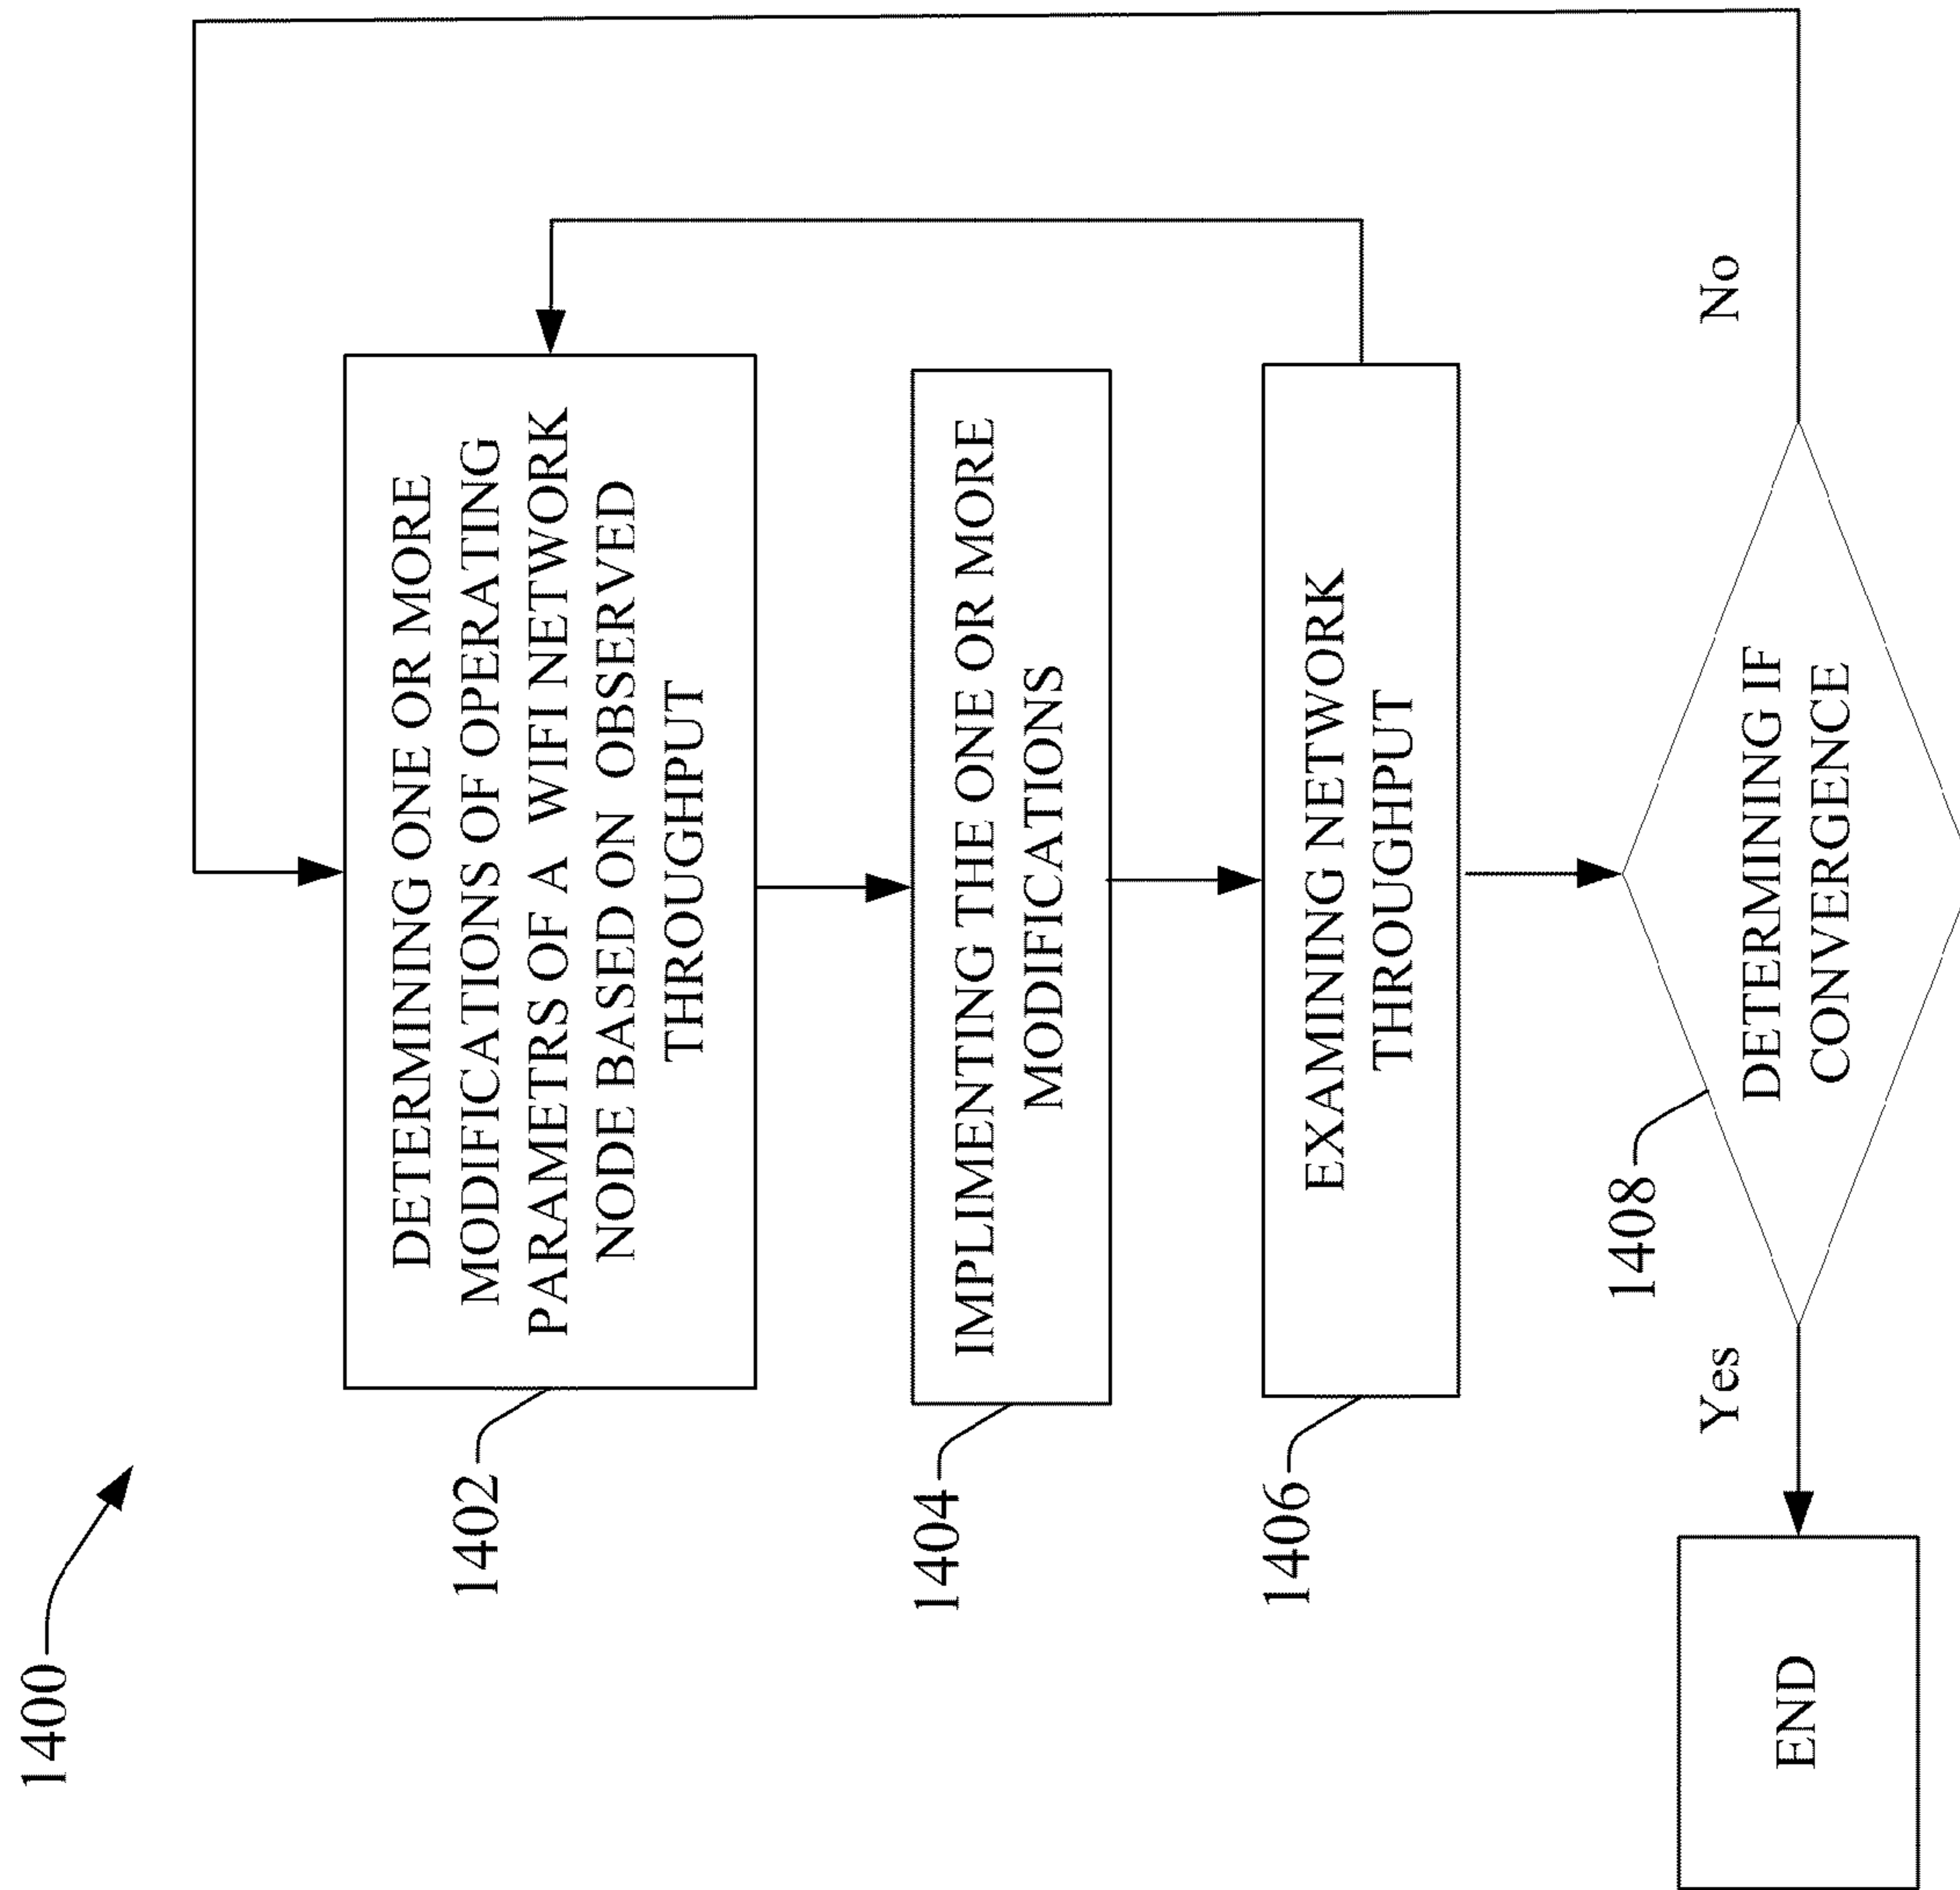 1400
1402
DETERMINING ONE OR MORE
MODIFICATIONS OF OPERATING
PARAMETRS OF A WIFI NETWORK
NODE BASED ON OBSERVED
THROUGHPUT
1404
IMPLIMENTING THE ONE OR MORE
MODIFICATIONS
1406
EXAMINING NETWORK
THROUGHPUT
1408
DETERMINING IF
CONVERGENCE
Yes
No
END